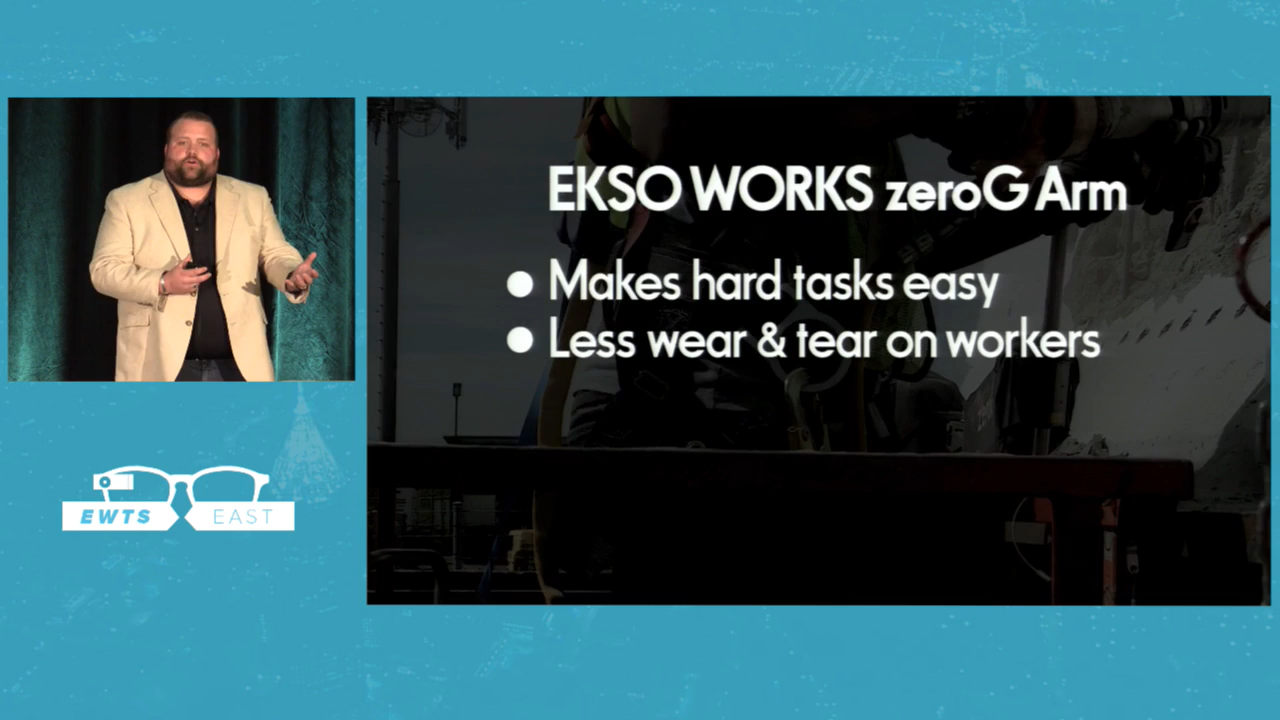 EKSO WORKS zeroG Arm
● Makes hard tasks easy
● Less wear & tear on workers
EWTS EAST